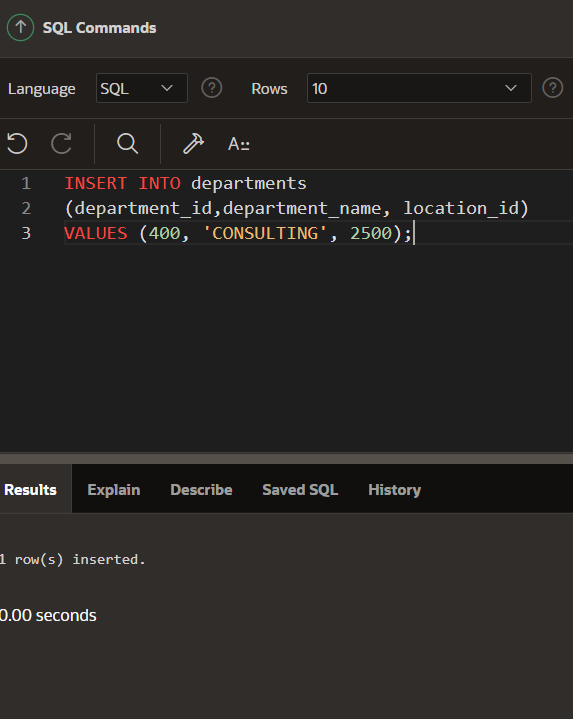 SQL Commands
Language SQL ? Rows 10 ?
A::
1 INSERT INTO departments
2 (department_id,department_name, location_id)
3 VALUES (400, 'CONSULTING', 2500);
Results Explain Describe Saved SQL History
1 row(s) inserted.
0.00 seconds